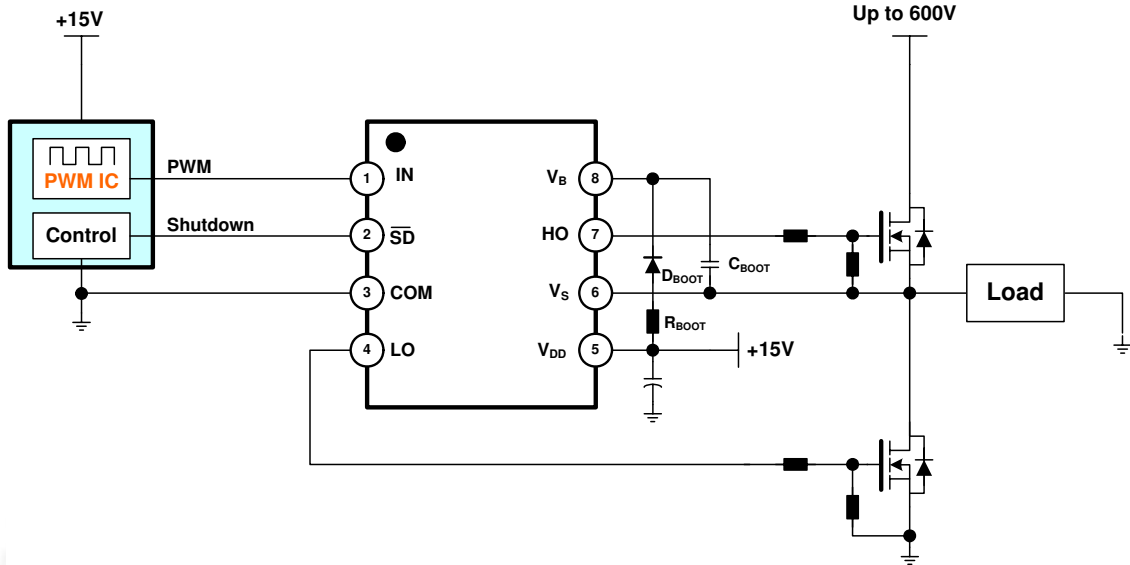 +15V
Up to 600V
PWM IC
Control
PWM
Shutdown
1 IN
2 SD
3 COM
4 LO
VB 8
HO 7
VS 6
VDD 5
DBOOT
CBOOT
RBOOT
+15V
Load